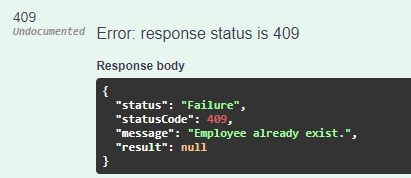 409
Undocumented
Error: response status is 409
Response body
{
  "status": "Failure",
  "statusCode": 409,
  "message": "Employee already exist.",
  "result": null
}